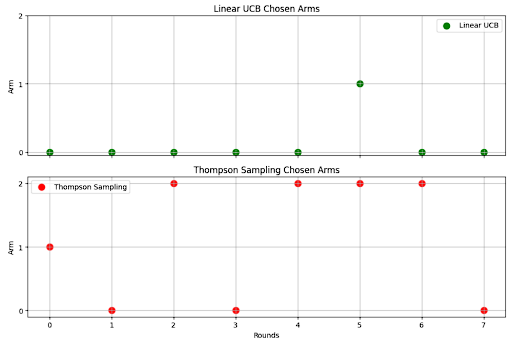 Linear UCB Chosen Arms
2
Linear UCB
Arm
1
0
Thompson Sampling Chosen Arms
2
Thompson Sampling
Arm
1
0
0 1 2 3 4 5 6 7
Rounds